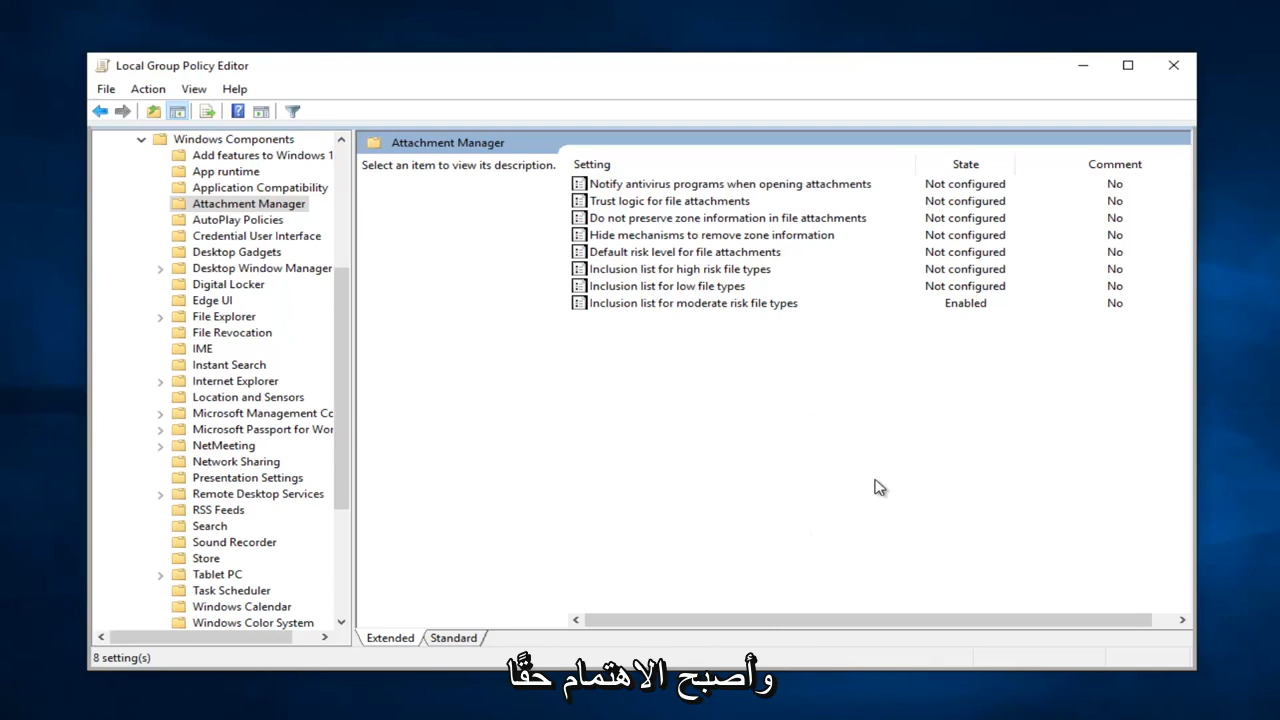 Local Group Policy Editor
File Action View Help
Windows Components
Add features to Windows 1
App runtime
Application Compatibility
Attachment Manager
AutoPlay Policies
Credential User Interface
Desktop Gadgets
Desktop Window Manager
Digital Locker
Edge UI
File Explorer
File Revocation
IME
Instant Search
Internet Explorer
Location and Sensors
Microsoft Management Co
Microsoft Passport for Wor
NetMeeting
Network Sharing
Presentation Settings
Remote Desktop Services
RSS Feeds
Search
Sound Recorder
Store
Tablet PC
Task Scheduler
Windows Calendar
Windows Color System
Attachment Manager
Select an item to view its description.
Setting State Comment
Notify antivirus programs when opening attachments Not configured No
Trust logic for file attachments Not configured No
Do not preserve zone information in file attachments Not configured No
Hide mechanisms to remove zone information Not configured No
Default risk level for file attachments Not configured No
Inclusion list for high risk file types Not configured No
Inclusion list for low file types Not configured No
Inclusion list for moderate risk file types Enabled No
Extended Standard
8 setting(s)
وأصبح الاهتمام حقًا